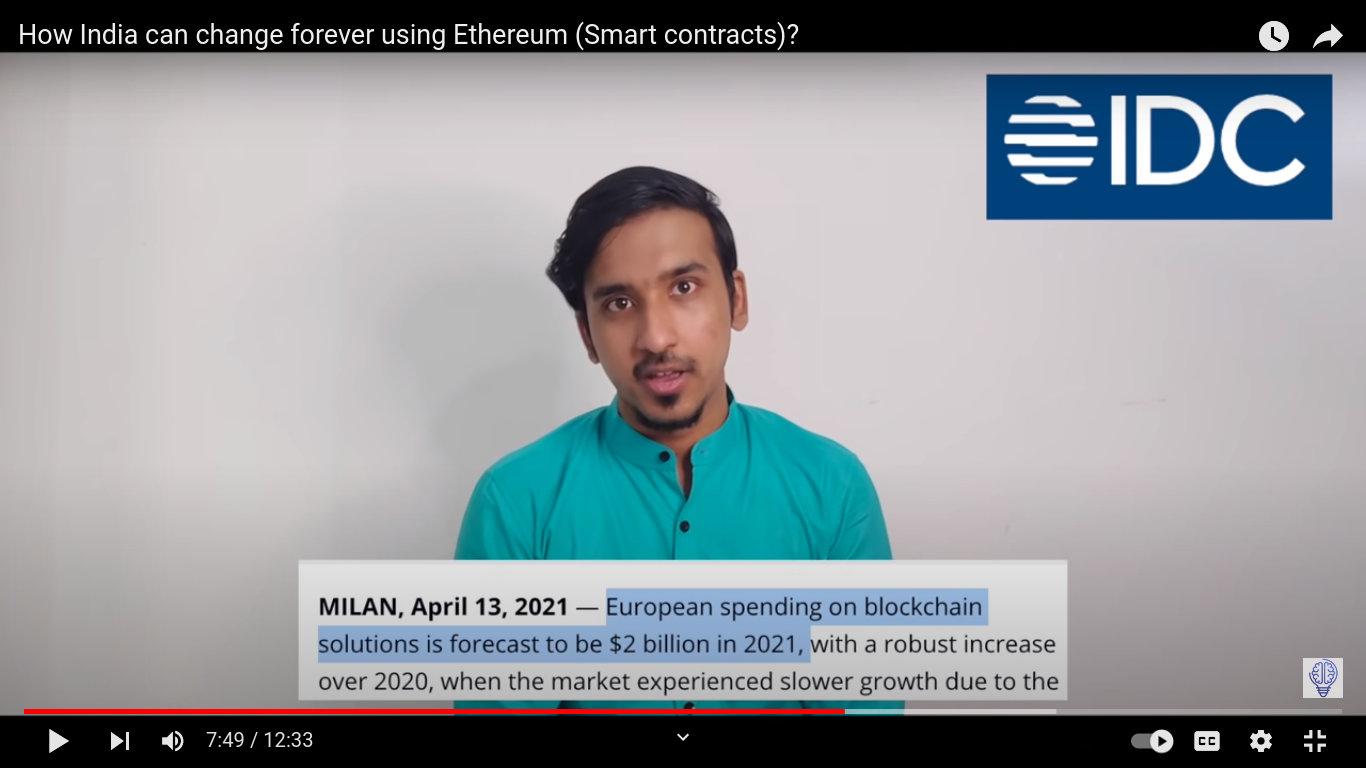 How India can change forever using Ethereum (Smart contracts)?
IDC
MILAN, April 13, 2021 — European spending on blockchain
solutions is forecast to be $2 billion in 2021, with a robust increase
over 2020, when the market experienced slower growth due to the
7:49 / 12:33
CC